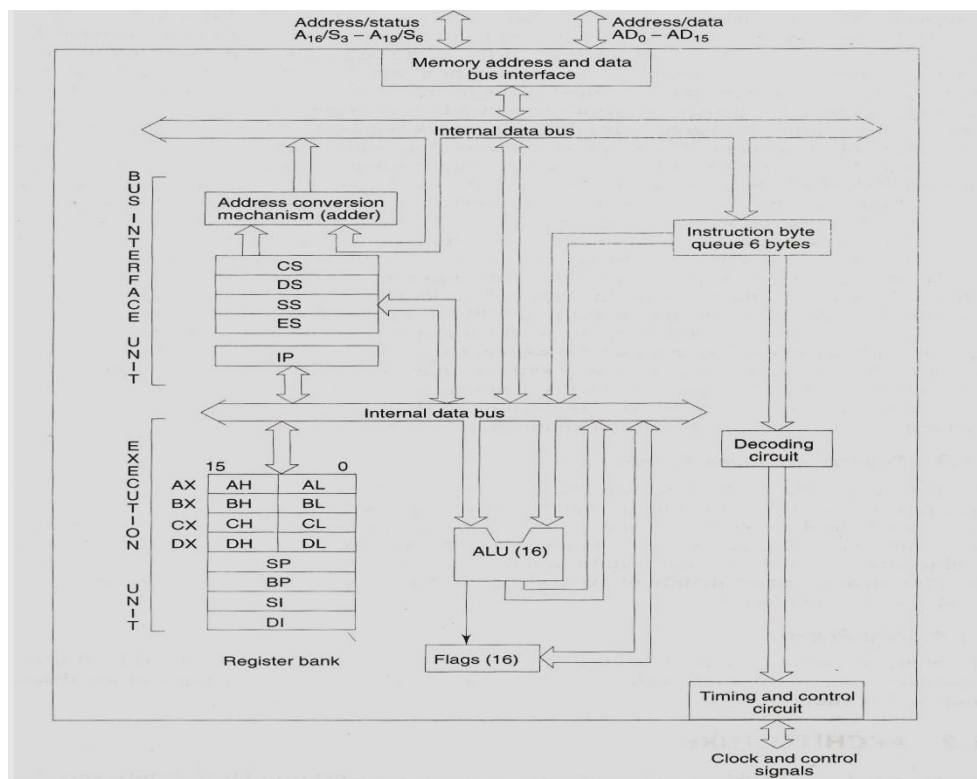 Address/status
A16/S3 – A19/S6
Address/data
AD0 – AD15
Memory address and data
bus interface
Internal data bus
BUS INTERFACE UNIT
Address conversion
mechanism (adder)
Instruction byte
queue 6 bytes
CS
DS
SS
ES
IP
Internal data bus
EXECUTION UNIT
Decoding
circuit
15 0
AX AH AL
BX BH BL
CX CH CL
DX DH DL
SP
BP
SI
DI
ALU (16)
Register bank
Flags (16)
Timing and control
circuit
Clock and control
signals